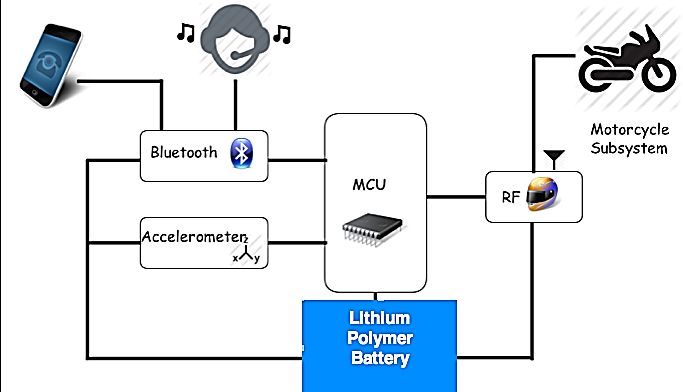 Motorcycle
Subsystem
Bluetooth
MCU
RF
Accelerometer
z
x
y
Lithium
Polymer
Battery